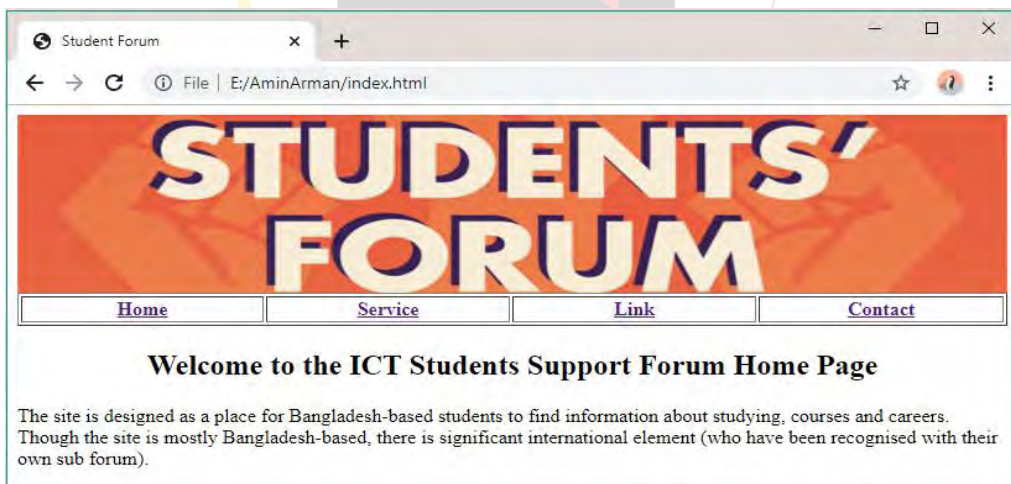 Student Forum
File | E:/AminArman/index.html
STUDENTS’
FORUM
Home Service Link Contact
Welcome to the ICT Students Support Forum Home Page
The site is designed as a place for Bangladesh-based students to find information about studying, courses and careers.
Though the site is mostly Bangladesh-based, there is significant international element (who have been recognised with their
own sub forum).